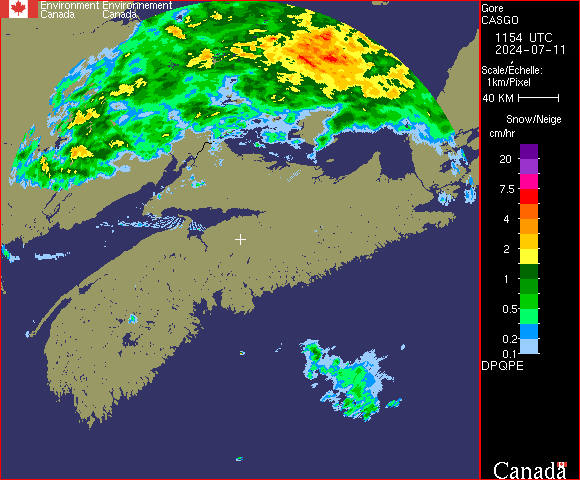 Environment Environnement
Canada Canada
Gore
CASGO
1154 UTC
2024-07-11
Scale/Echelle:
1km/Pixel
40 KM
Snow/Neige
cm/hr
20
7.5
4
2
1
0.5
0.2
0.1
DPQPE
Canada